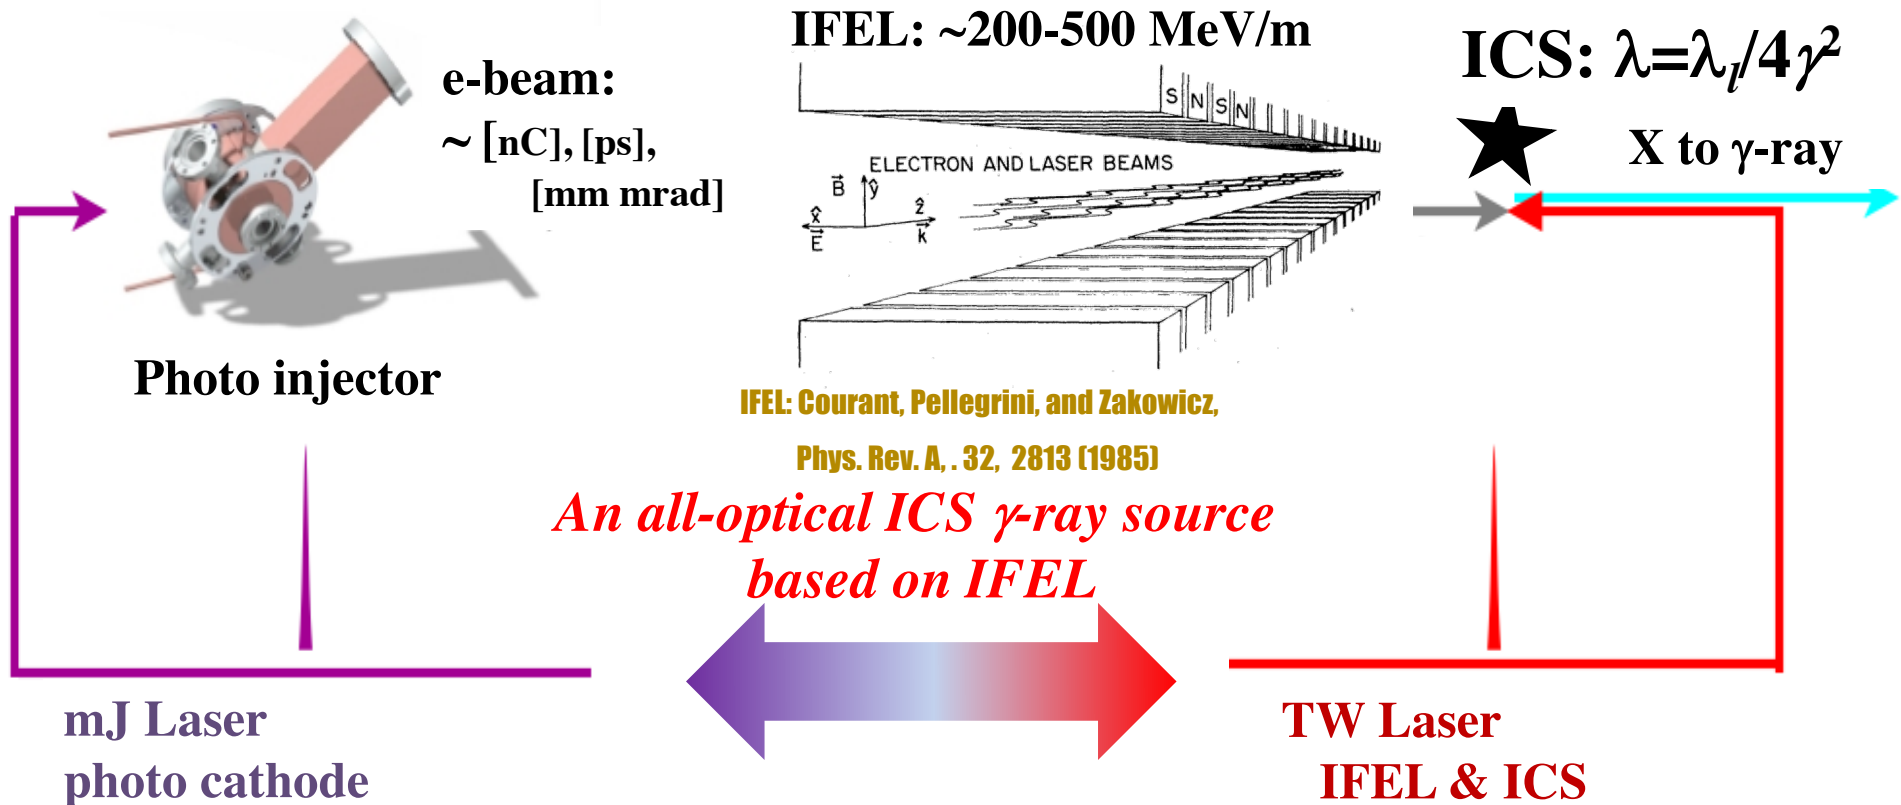 IFEL: ~200-500 MeV/m
ICS: λ=λl/4γ²
e-beam:
~ [nC], [ps],
[mm mrad]
S N S N
X to γ-ray
ELECTRON AND LASER BEAMS
B⃗ ŷ
x̂ ẑ
E⃗ k⃗
Photo injector
IFEL: Courant, Pellegrini, and Zakowicz,
Phys. Rev. A, . 32, 2813 (1985)
An all-optical ICS γ-ray source
based on IFEL
mJ Laser
photo cathode
TW Laser
IFEL & ICS